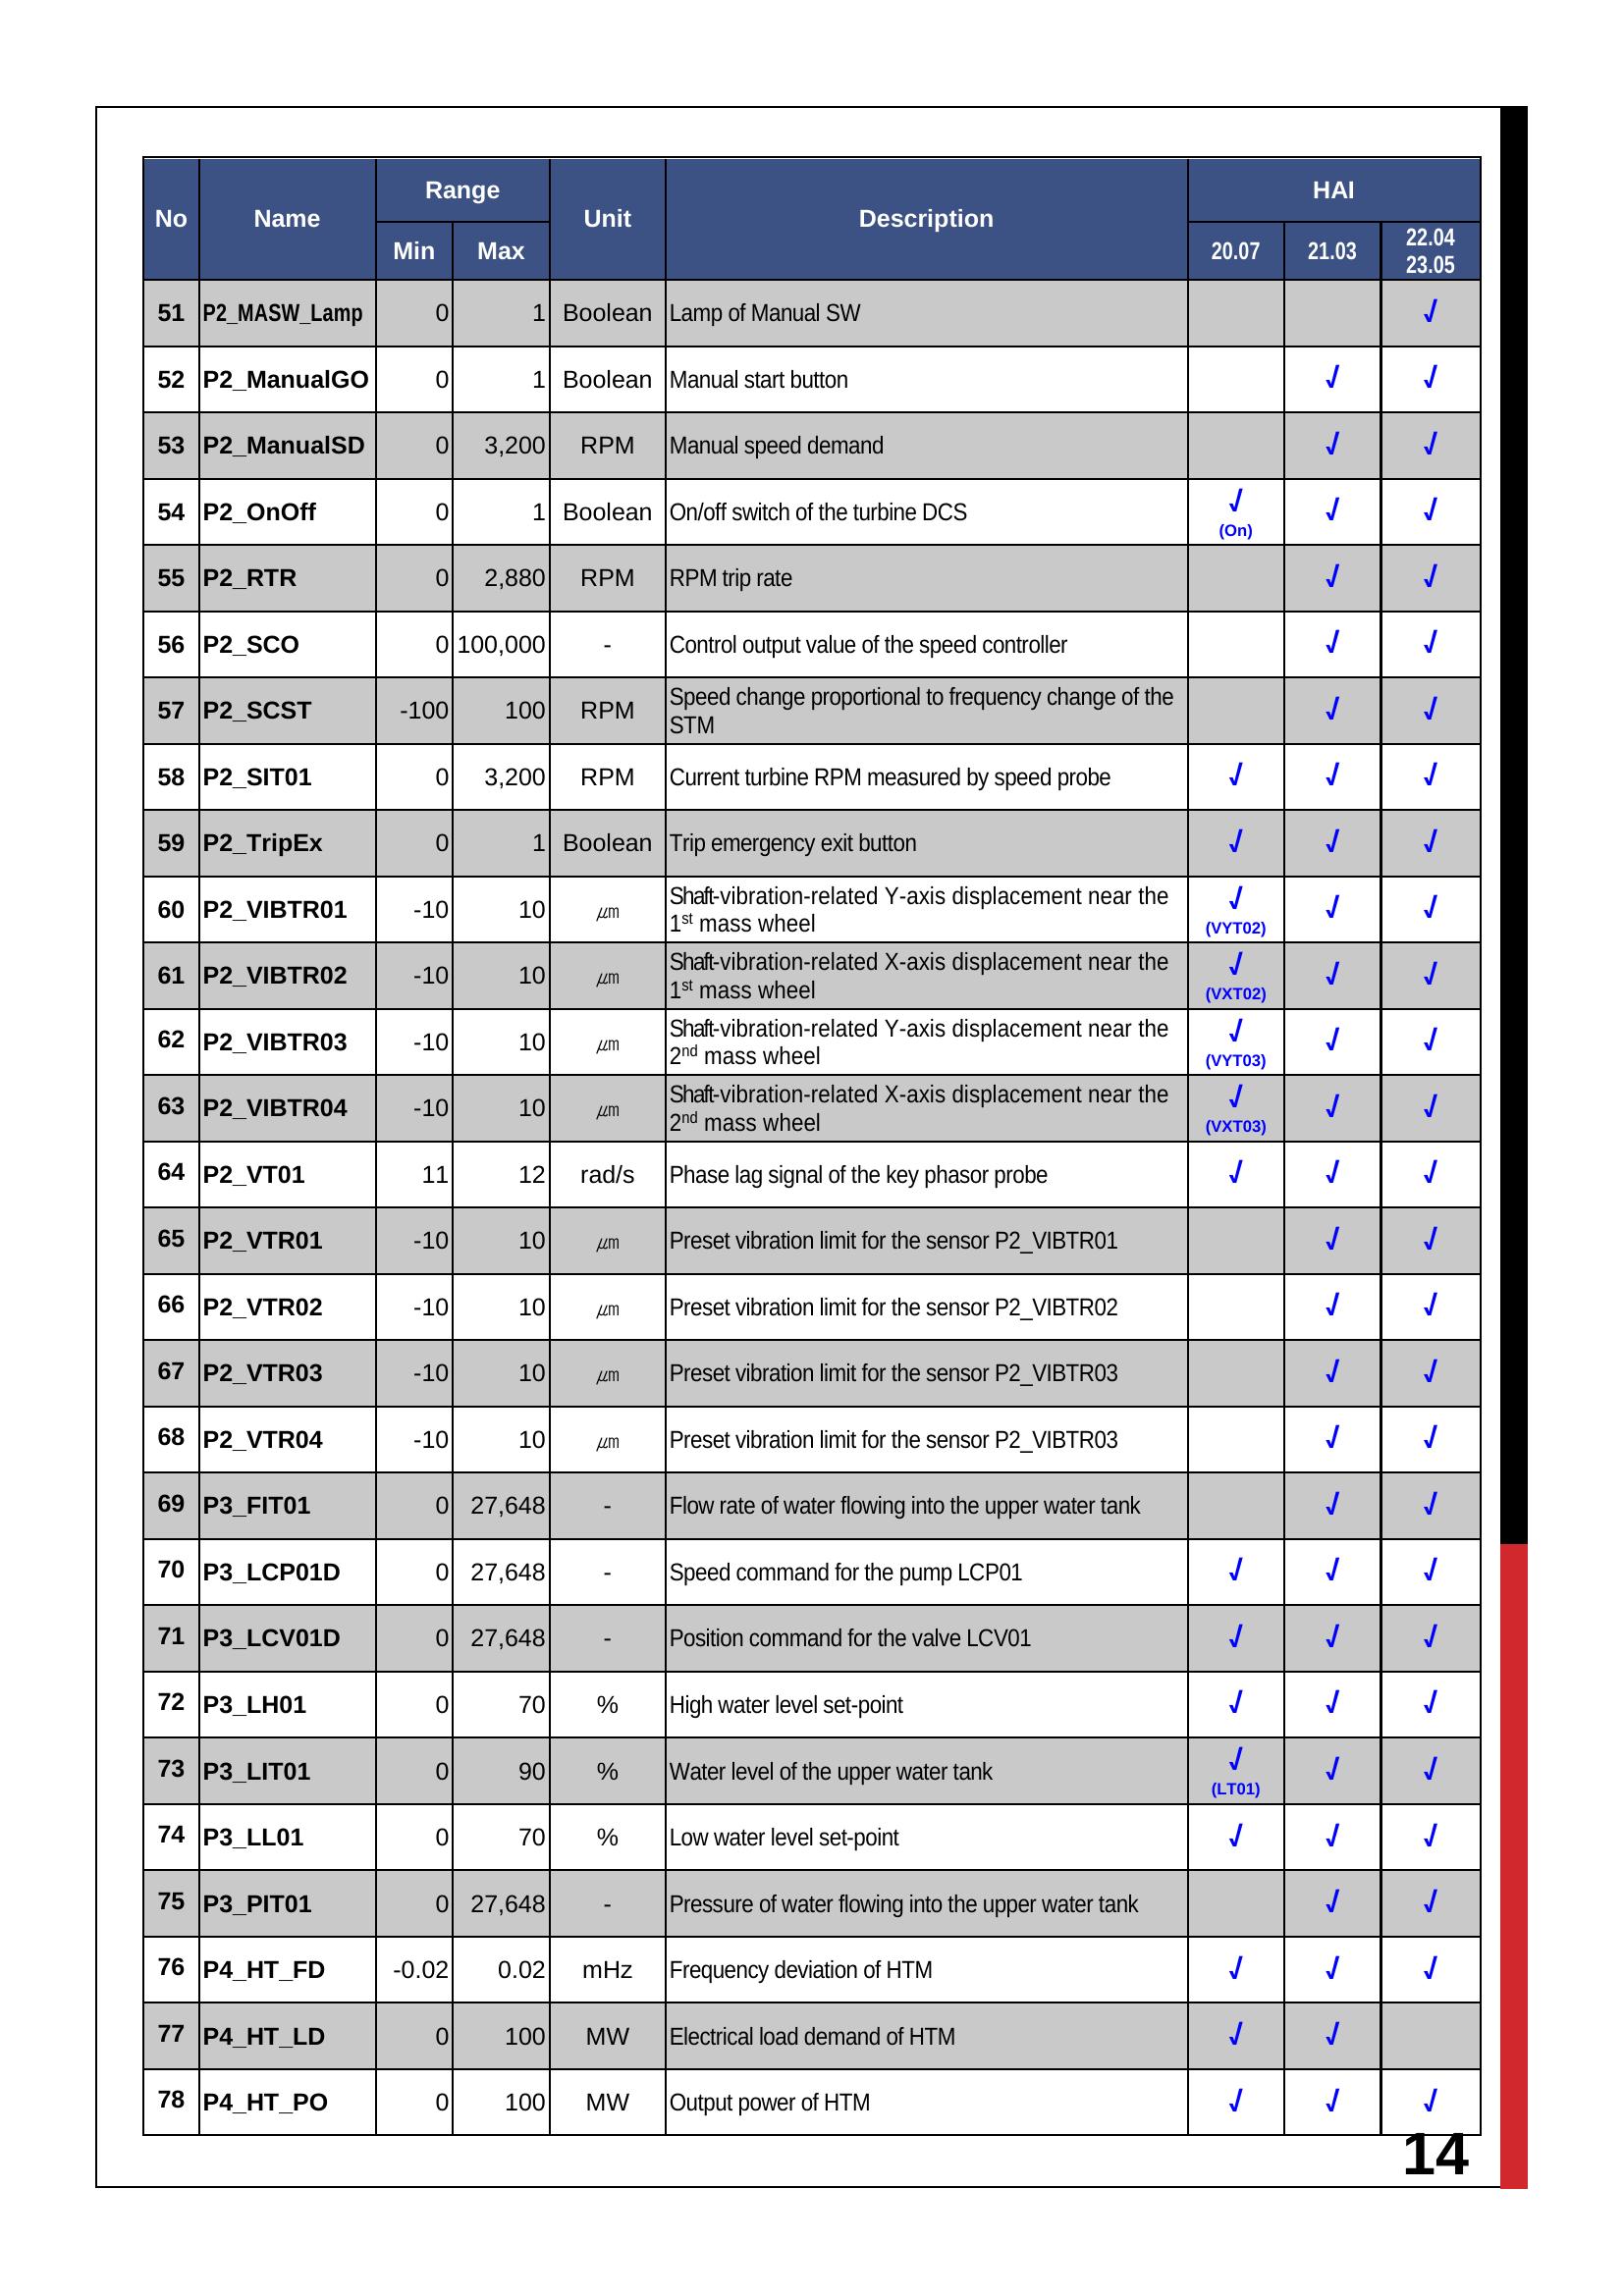 No Name Range Unit Description HAI
Min Max 20.07 21.03 22.04 23.05
51 P2_MASW_Lamp 0 1 Boolean Lamp of Manual SW √
52 P2_ManualGO 0 1 Boolean Manual start button √ √
53 P2_ManualSD 0 3,200 RPM Manual speed demand √ √
54 P2_OnOff 0 1 Boolean On/off switch of the turbine DCS √ (On) √ √
55 P2_RTR 0 2,880 RPM RPM trip rate √ √
56 P2_SCO 0 100,000 - Control output value of the speed controller √ √
57 P2_SCST -100 100 RPM Speed change proportional to frequency change of the STM √ √
58 P2_SIT01 0 3,200 RPM Current turbine RPM measured by speed probe √ √ √
59 P2_TripEx 0 1 Boolean Trip emergency exit button √ √ √
60 P2_VIBTR01 -10 10 ㎛ Shaft-vibration-related Y-axis displacement near the 1st mass wheel √ (VYT02) √ √
61 P2_VIBTR02 -10 10 ㎛ Shaft-vibration-related X-axis displacement near the 1st mass wheel √ (VXT02) √ √
62 P2_VIBTR03 -10 10 ㎛ Shaft-vibration-related Y-axis displacement near the 2nd mass wheel √ (VYT03) √ √
63 P2_VIBTR04 -10 10 ㎛ Shaft-vibration-related X-axis displacement near the 2nd mass wheel √ (VXT03) √ √
64 P2_VT01 11 12 rad/s Phase lag signal of the key phasor probe √ √ √
65 P2_VTR01 -10 10 ㎛ Preset vibration limit for the sensor P2_VIBTR01 √ √
66 P2_VTR02 -10 10 ㎛ Preset vibration limit for the sensor P2_VIBTR02 √ √
67 P2_VTR03 -10 10 ㎛ Preset vibration limit for the sensor P2_VIBTR03 √ √
68 P2_VTR04 -10 10 ㎛ Preset vibration limit for the sensor P2_VIBTR03 √ √
69 P3_FIT01 0 27,648 - Flow rate of water flowing into the upper water tank √ √
70 P3_LCP01D 0 27,648 - Speed command for the pump LCP01 √ √ √
71 P3_LCV01D 0 27,648 - Position command for the valve LCV01 √ √ √
72 P3_LH01 0 70 % High water level set-point √ √ √
73 P3_LIT01 0 90 % Water level of the upper water tank √ (LT01) √ √
74 P3_LL01 0 70 % Low water level set-point √ √ √
75 P3_PIT01 0 27,648 - Pressure of water flowing into the upper water tank √ √
76 P4_HT_FD -0.02 0.02 mHz Frequency deviation of HTM √ √ √
77 P4_HT_LD 0 100 MW Electrical load demand of HTM √ √
78 P4_HT_PO 0 100 MW Output power of HTM √ √ √
14